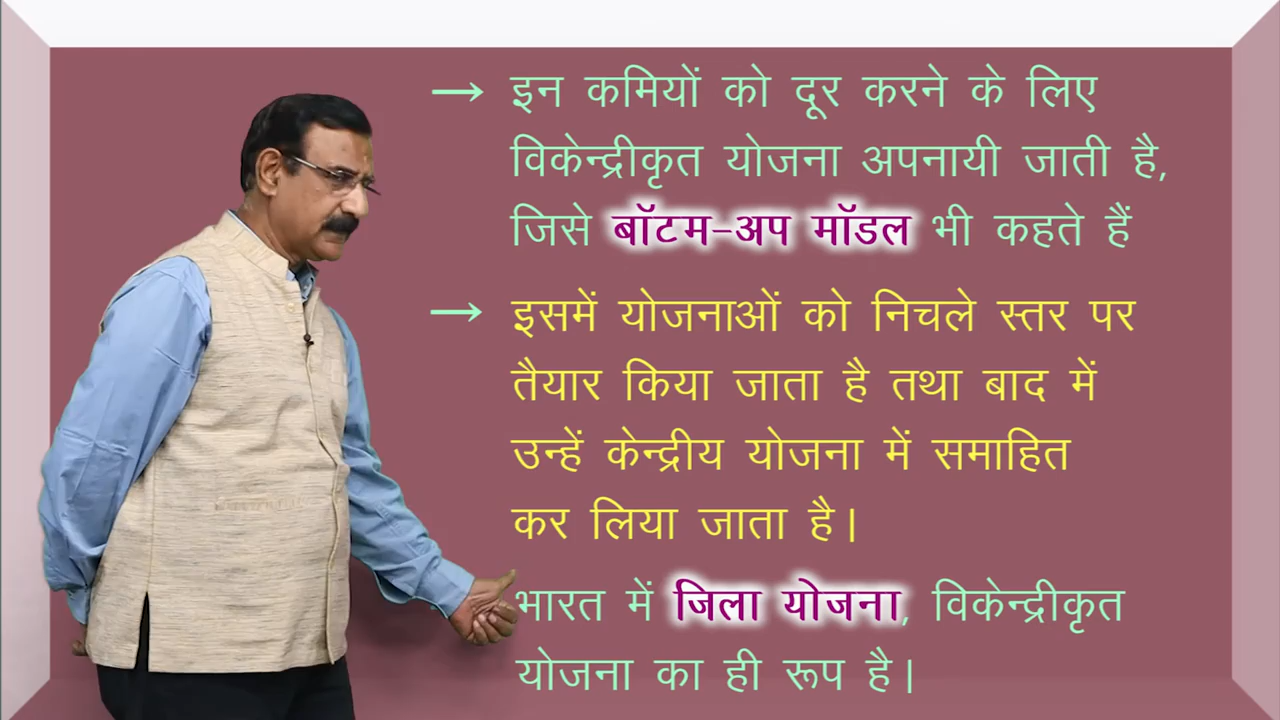 → इन कमियों को दूर करने के लिए
विकेन्द्रीकृत योजना अपनायी जाती है,
जिसे बॉटम-अप मॉडल भी कहते हैं
→ इसमें योजनाओं को निचले स्तर पर
तैयार किया जाता है तथा बाद में
उन्हें केन्द्रीय योजना में समाहित
कर लिया जाता है।
भारत में जिला योजना, विकेन्द्रीकृत
योजना का ही रूप है।